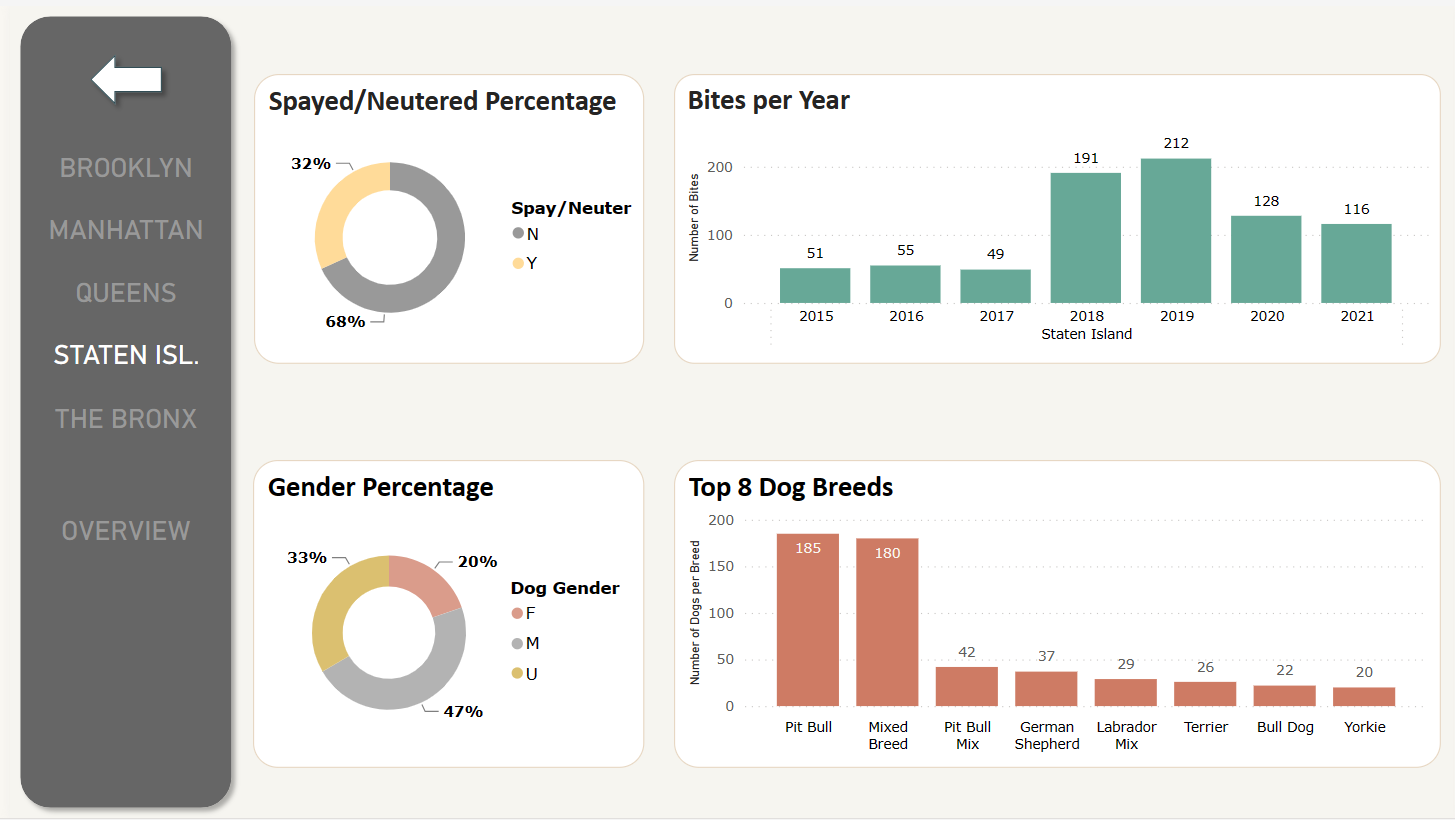 BROOKLYN
MANHATTAN
QUEENS
STATEN ISL.
THE BRONX
OVERVIEW
Spayed/Neutered Percentage
32%
68%
Spay/Neuter
N
Y
Bites per Year
Number of Bites
200
100
0
51
55
49
191
212
128
116
2015 2016 2017 2018 2019 2020 2021
Staten Island
Gender Percentage
33%
20%
47%
Dog Gender
F
M
U
Top 8 Dog Breeds
Number of Dogs per Breed
200
150
100
50
0
185
180
42
37
29
26
22
20
Pit Bull
Mixed
Breed
Pit Bull
Mix
German
Shepherd
Labrador
Mix
Terrier
Bull Dog
Yorkie